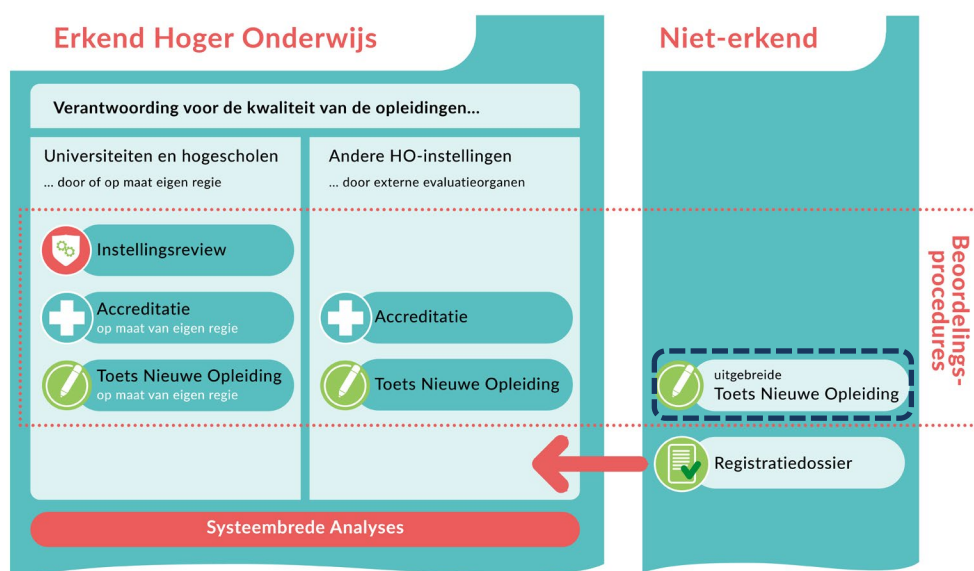 Erkend Hoger Onderwijs
Verantwoording voor de kwaliteit van de opleidingen...
Universiteiten en hogescholen
... door of op maat eigen regie
Instellingsreview
Accreditatie
op maat van eigen regie
Toets Nieuwe Opleiding
op maat van eigen regie
Andere HO-instellingen
... door externe evaluatieorganen
Accreditatie
Toets Nieuwe Opleiding
Systeembrede Analyses
Niet-erkend
uitgebreide
Toets Nieuwe Opleiding
Registratiedossier
Beoordelings-
procedures